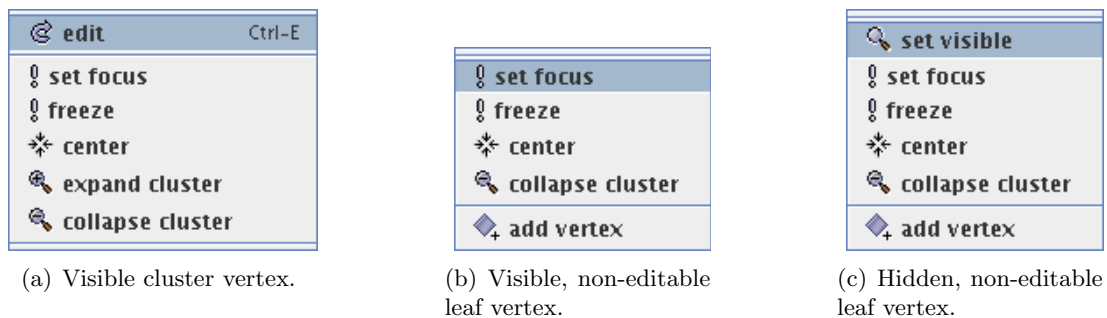 edit Ctrl-E
set focus
freeze
center
expand cluster
collapse cluster
(a) Visible cluster vertex.
set focus
freeze
center
collapse cluster
add vertex
(b) Visible, non-editable
leaf vertex.
set visible
set focus
freeze
center
collapse cluster
add vertex
(c) Hidden, non-editable
leaf vertex.